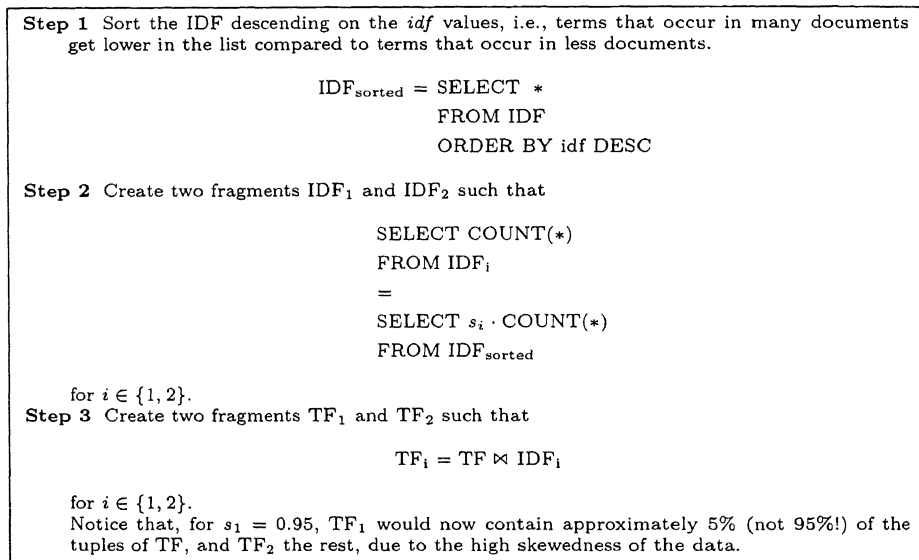 Step 1 Sort the IDF descending on the idf values, i.e., terms that occur in many documents
get lower in the list compared to terms that occur in less documents.
IDF_sorted = SELECT *
FROM IDF
ORDER BY idf DESC
Step 2 Create two fragments IDF₁ and IDF₂ such that
SELECT COUNT(*)
FROM IDFᵢ
=
SELECT sᵢ · COUNT(*)
FROM IDF_sorted
for i ∈ {1, 2}.
Step 3 Create two fragments TF₁ and TF₂ such that
TFᵢ = TF ⋈ IDFᵢ
for i ∈ {1, 2}.
Notice that, for s₁ = 0.95, TF₁ would now contain approximately 5% (not 95%!) of the
tuples of TF, and TF₂ the rest, due to the high skewedness of the data.